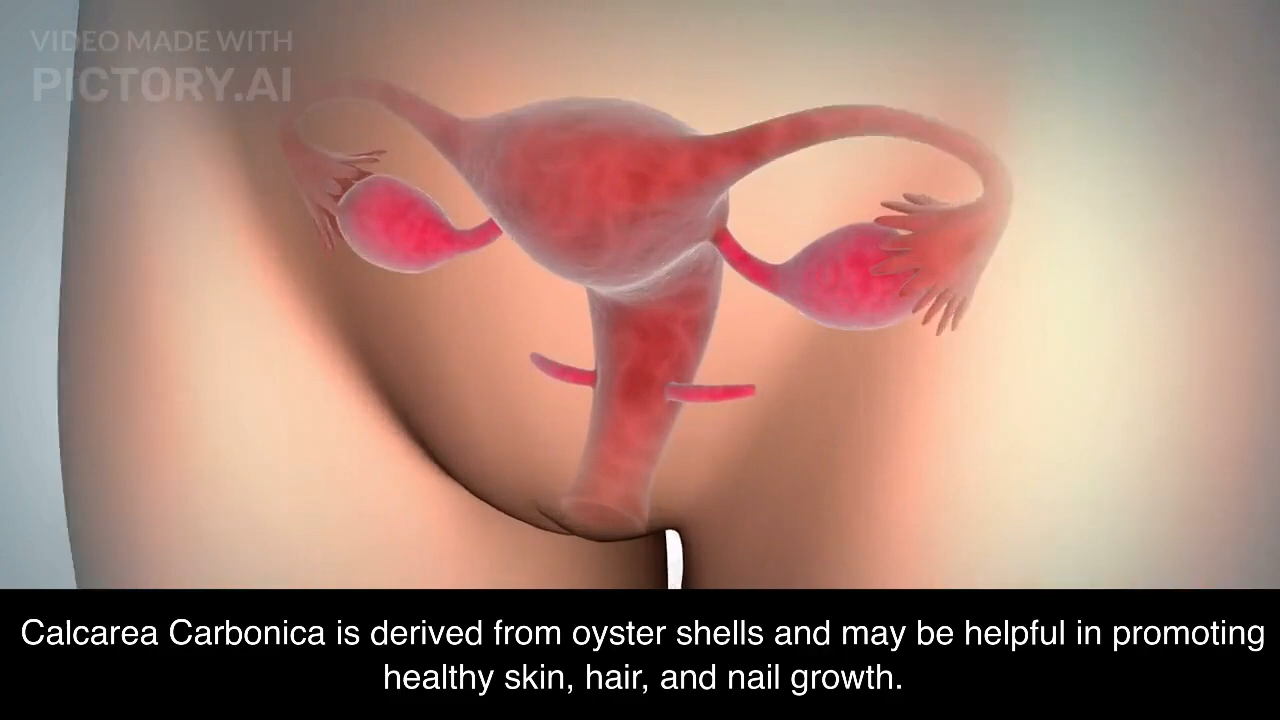 VIDEO MADE WITH
PICTORY.AI
Calcarea Carbonica is derived from oyster shells and may be helpful in promoting
healthy skin, hair, and nail growth.